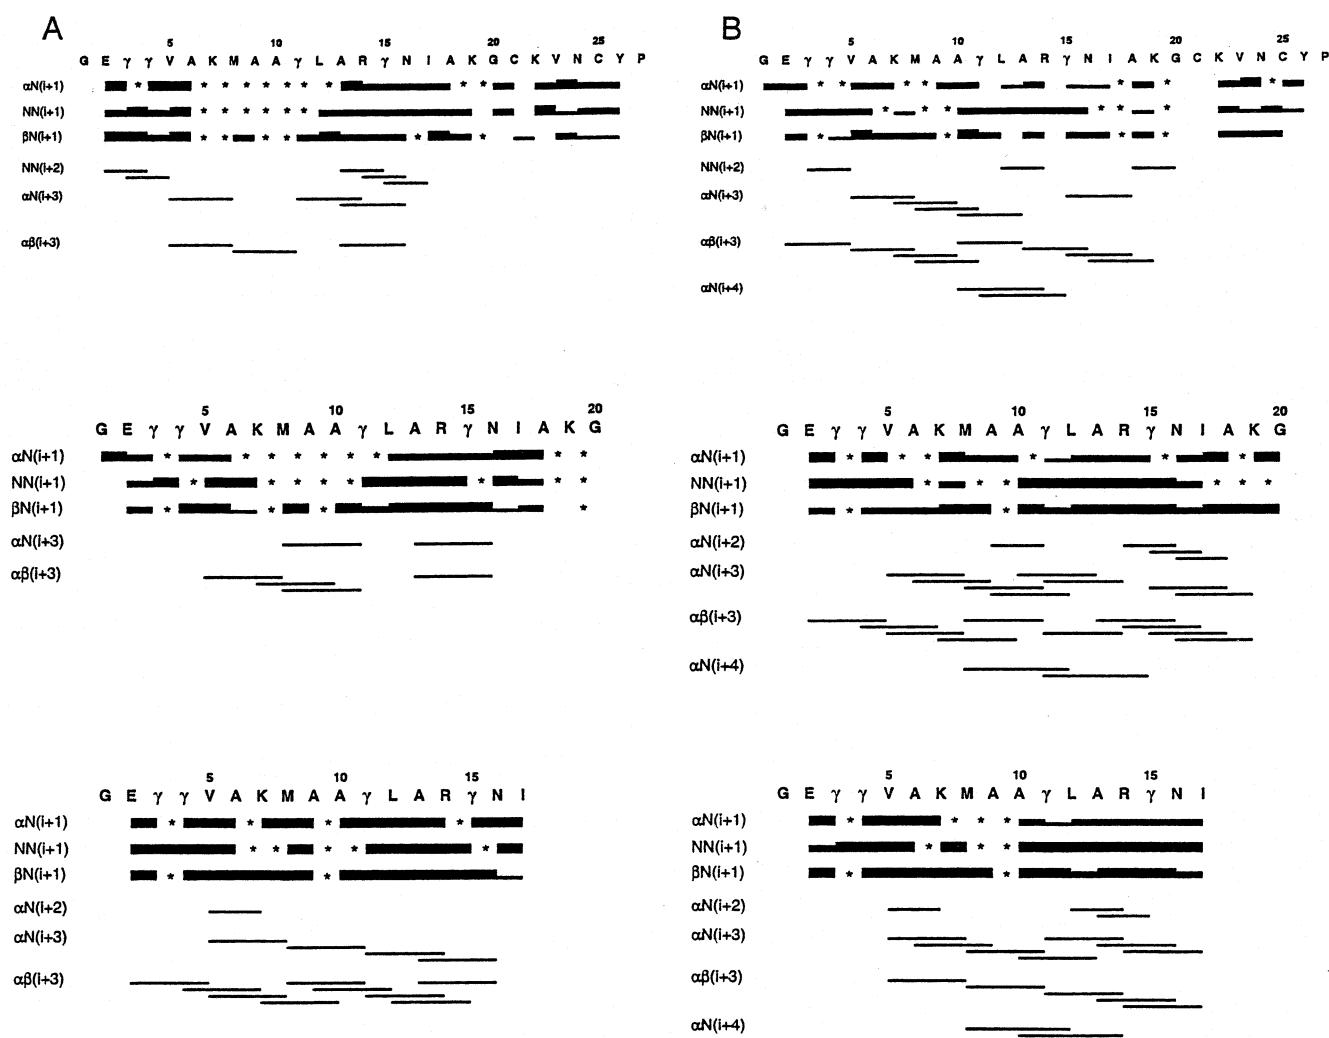 A
5 10 15 20 25
G E γ γ V A K M A A γ L A R γ N I A K G C K V N C Y P
αN(i+1) * * * * * * * * * *
NN(i+1) * * * * * *
βN(i+1) * * * * * *
NN(i+2)
αN(i+3)
αβ(i+3)
B
5 10 15 20 25
G E γ γ V A K M A A γ L A R γ N I A K G C K V N C Y P
αN(i+1) * * * * * * *
NN(i+1) * * * * * *
βN(i+1) * * * *
NN(i+2)
αN(i+3)
αβ(i+3)
αN(i+4)
5 10 15 20
G E γ γ V A K M A A γ L A R γ N I A K G
αN(i+1) * * * * * * * * *
NN(i+1) * * * * * * * *
βN(i+1) * * * *
αN(i+3)
αβ(i+3)
5 10 15 20
G E γ γ V A K M A A γ L A R γ N I A K G
αN(i+1) * * * * * *
NN(i+1) * * * * * *
βN(i+1) * *
αN(i+2)
αN(i+3)
αβ(i+3)
αN(i+4)
5 10 15
G E γ γ V A K M A A γ L A R γ N I
αN(i+1) * * * *
NN(i+1) * * * * *
βN(i+1) * *
αN(i+2)
αN(i+3)
αβ(i+3)
5 10 15
G E γ γ V A K M A A γ L A R γ N I
αN(i+1) * * * *
NN(i+1) * * *
βN(i+1) * *
αN(i+2)
αN(i+3)
αβ(i+3)
αN(i+4)